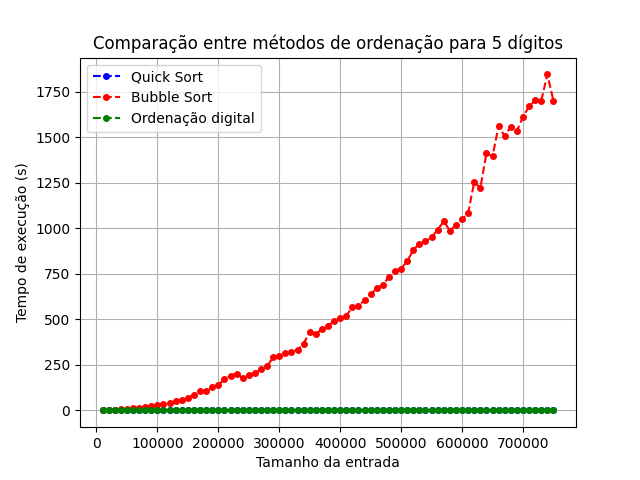 Comparação entre métodos de ordenação para 5 dígitos
Quick Sort
Bubble Sort
Ordenação digital
Tempo de execução (s)
1750
1500
1250
1000
750
500
250
0
0 100000 200000 300000 400000 500000 600000 700000
Tamanho da entrada